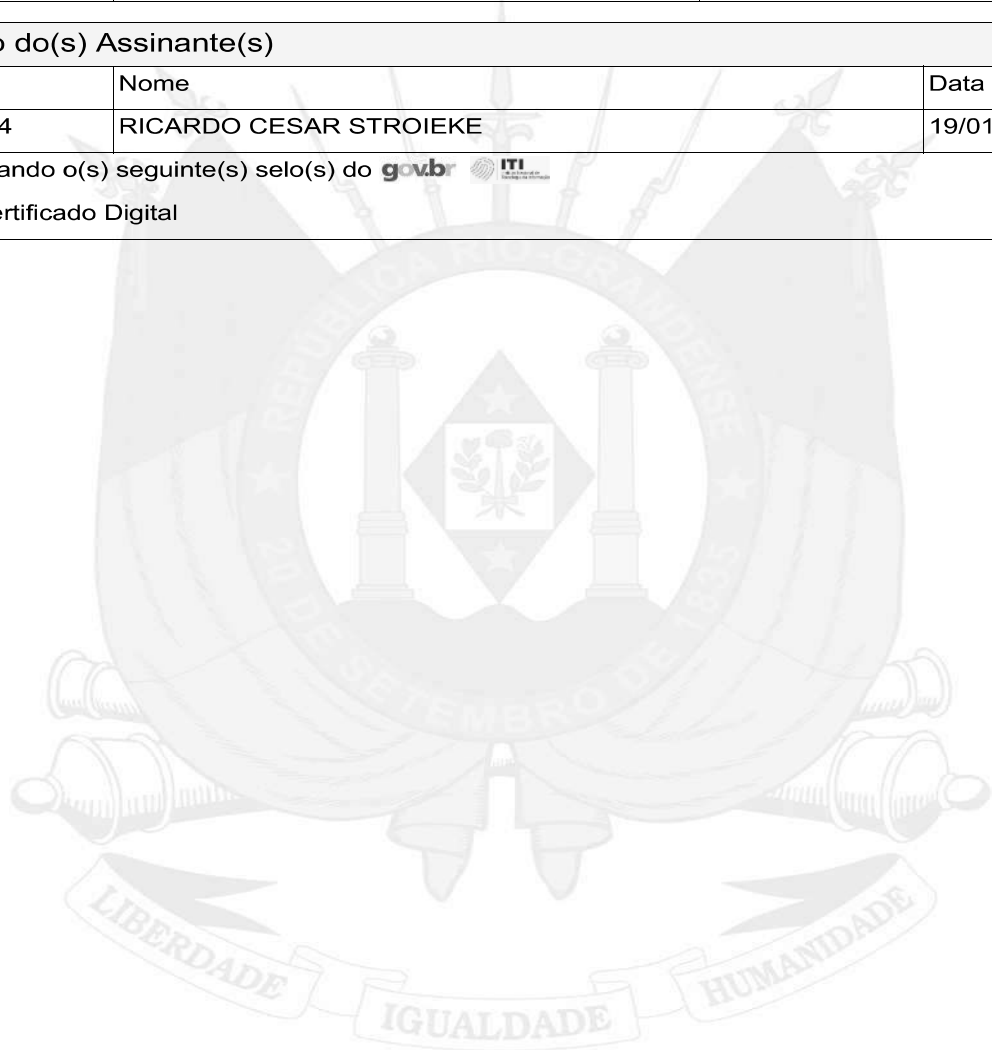 o do(s) Assinante(s)
Nome
Data
4
RICARDO CESAR STROIEKE
19/01
ando o(s) seguinte(s) selo(s) do gov.br ITI
ertificado Digital
REPÚBLICA RIO-GRANDENSE
20 DE SETEMBRO DE 1835
LIBERDADE
IGUALDADE
HUMANIDADE